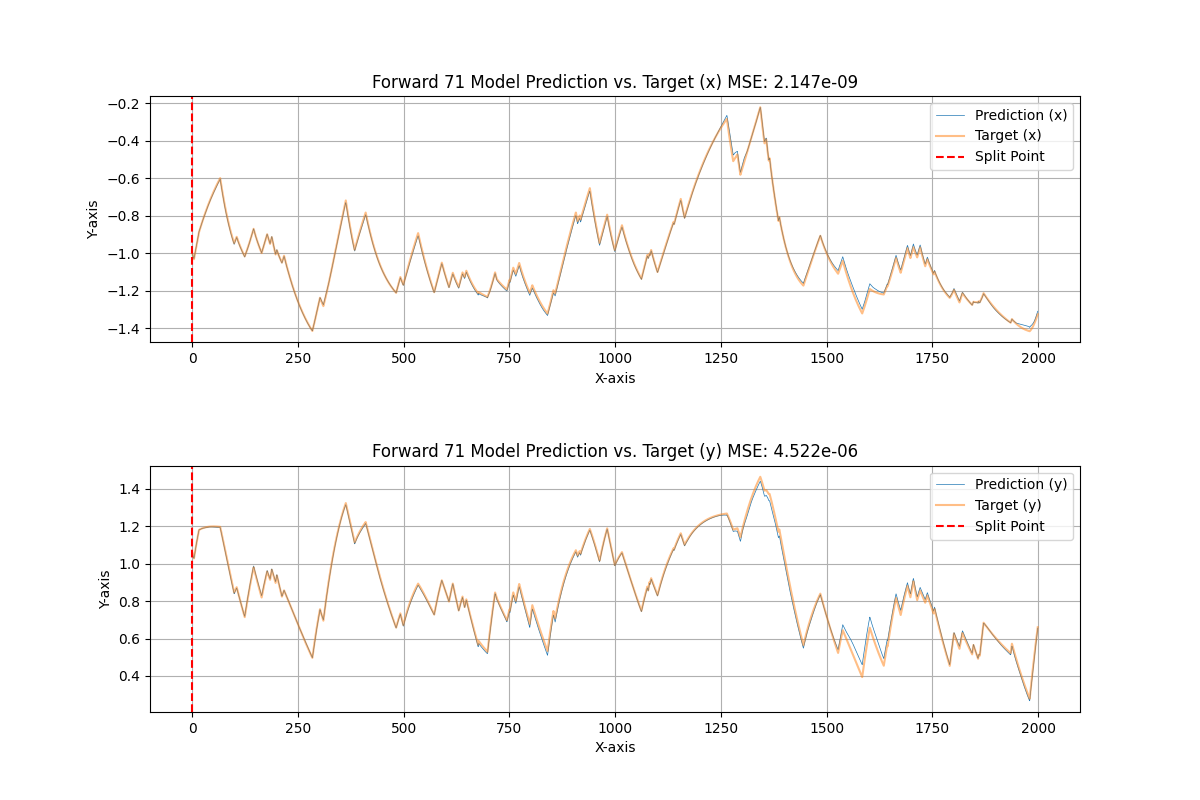 Forward 71 Model Prediction vs. Target (x) MSE: 2.147e-09
Prediction (x)
Target (x)
Split Point
Y-axis
−0.2
−0.4
−0.6
−0.8
−1.0
−1.2
−1.4
0 250 500 750 1000 1250 1500 1750 2000
X-axis
Forward 71 Model Prediction vs. Target (y) MSE: 4.522e-06
Prediction (y)
Target (y)
Split Point
Y-axis
1.4
1.2
1.0
0.8
0.6
0.4
0 250 500 750 1000 1250 1500 1750 2000
X-axis